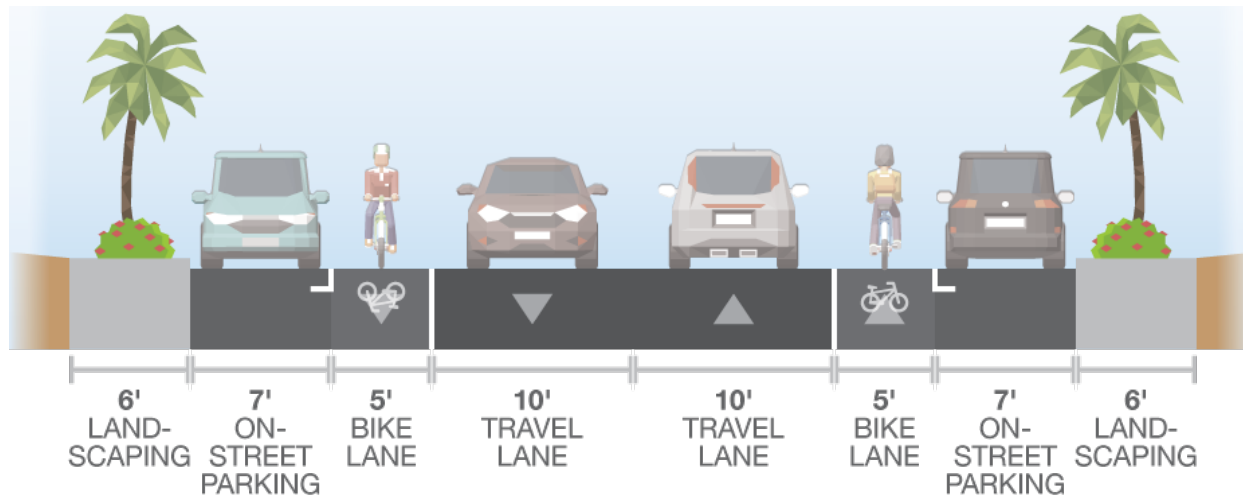 6'
LAND-
SCAPING
7'
ON-
STREET
PARKING
5'
BIKE
LANE
10'
TRAVEL
LANE
10'
TRAVEL
LANE
5'
BIKE
LANE
7'
ON-
STREET
PARKING
6'
LAND-
SCAPING